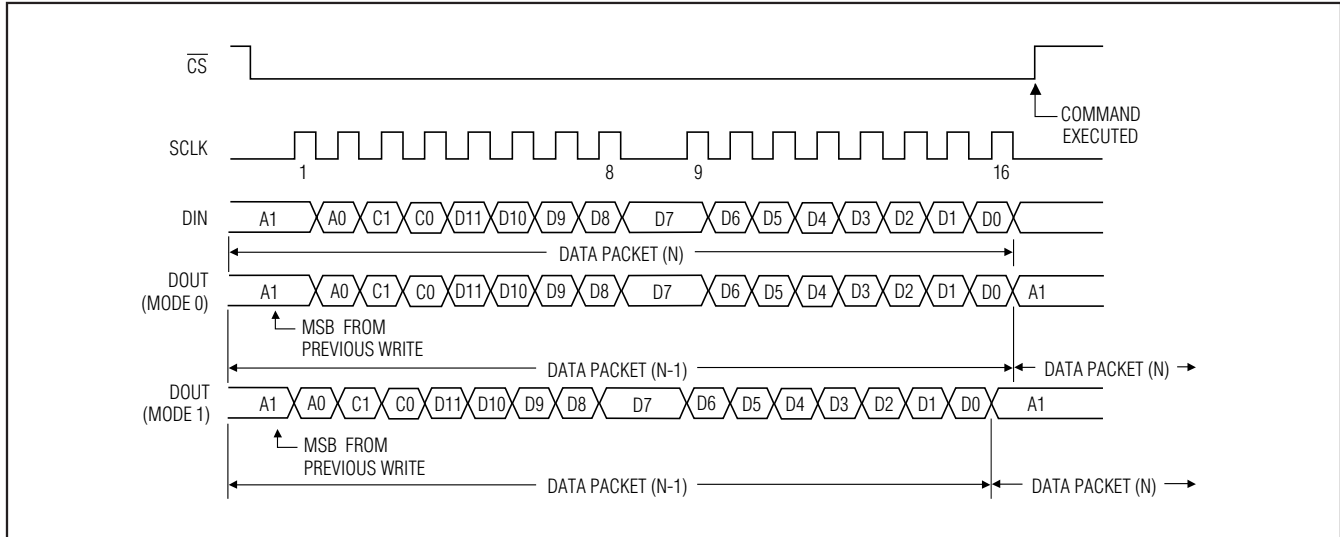 CS
COMMAND
EXECUTED
SCLK
1 8 9 16
DIN A1 A0 C1 C0 D11 D10 D9 D8 D7 D6 D5 D4 D3 D2 D1 D0
DATA PACKET (N)
DOUT
(MODE 0)
A1 A0 C1 C0 D11 D10 D9 D8 D7 D6 D5 D4 D3 D2 D1 D0 A1
MSB FROM
PREVIOUS WRITE
DATA PACKET (N-1) DATA PACKET (N)
DOUT
(MODE 1)
A1 A0 C1 C0 D11 D10 D9 D8 D7 D6 D5 D4 D3 D2 D1 D0 A1
MSB FROM
PREVIOUS WRITE
DATA PACKET (N-1) DATA PACKET (N)